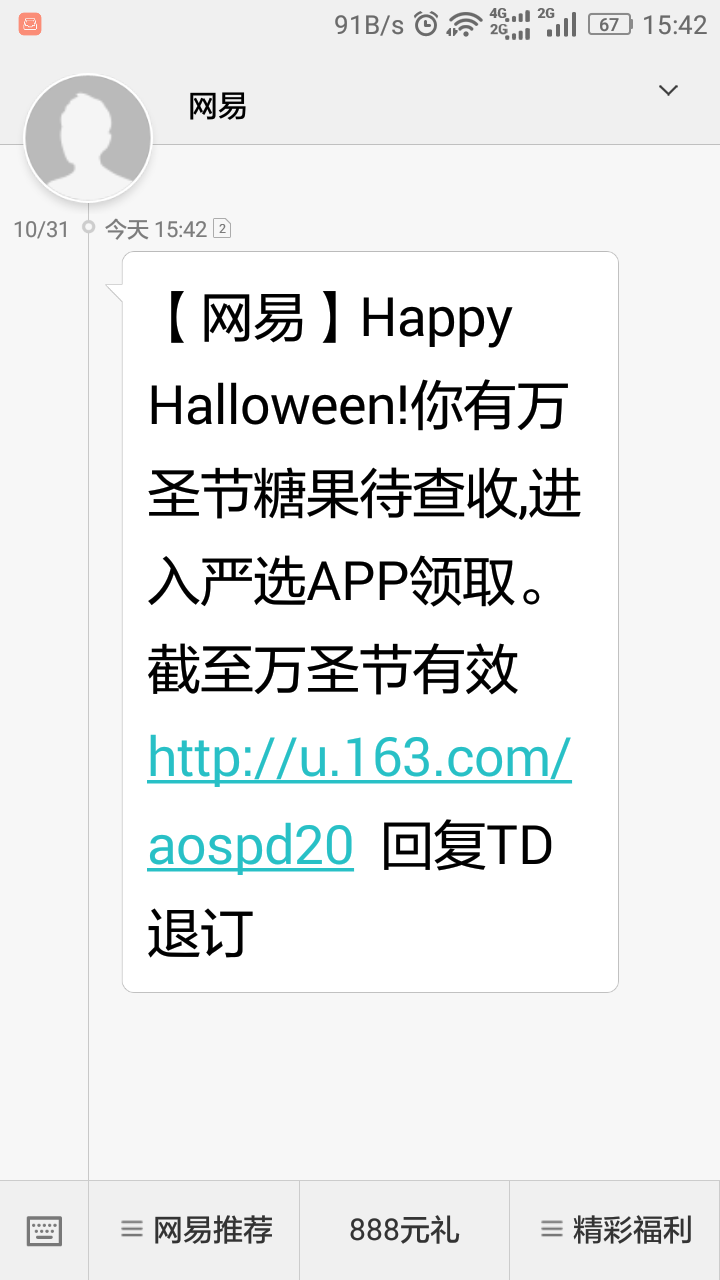 91B/s 4G 2G 2G 67 15:42
网易
10/31 今天 15:42 2
【网易】Happy
Halloween!你有万
圣节糖果待查收,进
入严选APP领取。
截至万圣节有效
http://u.163.com/
aospd20 回复TD
退订
网易推荐 888元礼 精彩福利